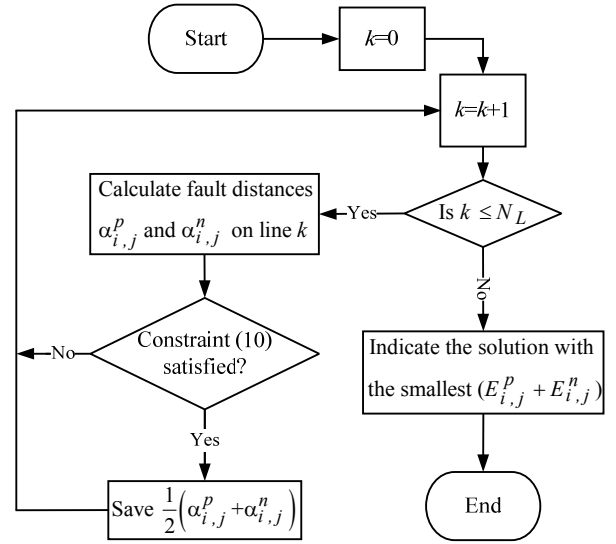 Start
k=0
k=k+1
Is k ≤ N_L
Yes
No
Calculate fault distances
α^p_{i,j} and α^n_{i,j} on line k
Constraint (10)
satisfied?
No
Yes
Save 1/2(α^p_{i,j}+α^n_{i,j})
Indicate the solution with
the smallest (E^p_{i,j} + E^n_{i,j})
End